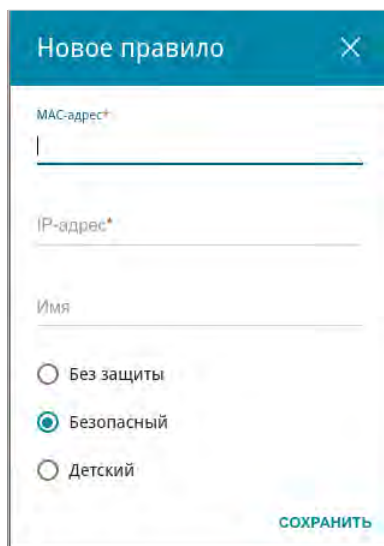 Новое правило
MAC-адрес*
IP-адрес*
Имя
Без защиты
Безопасный
Детский
СОХРАНИТЬ